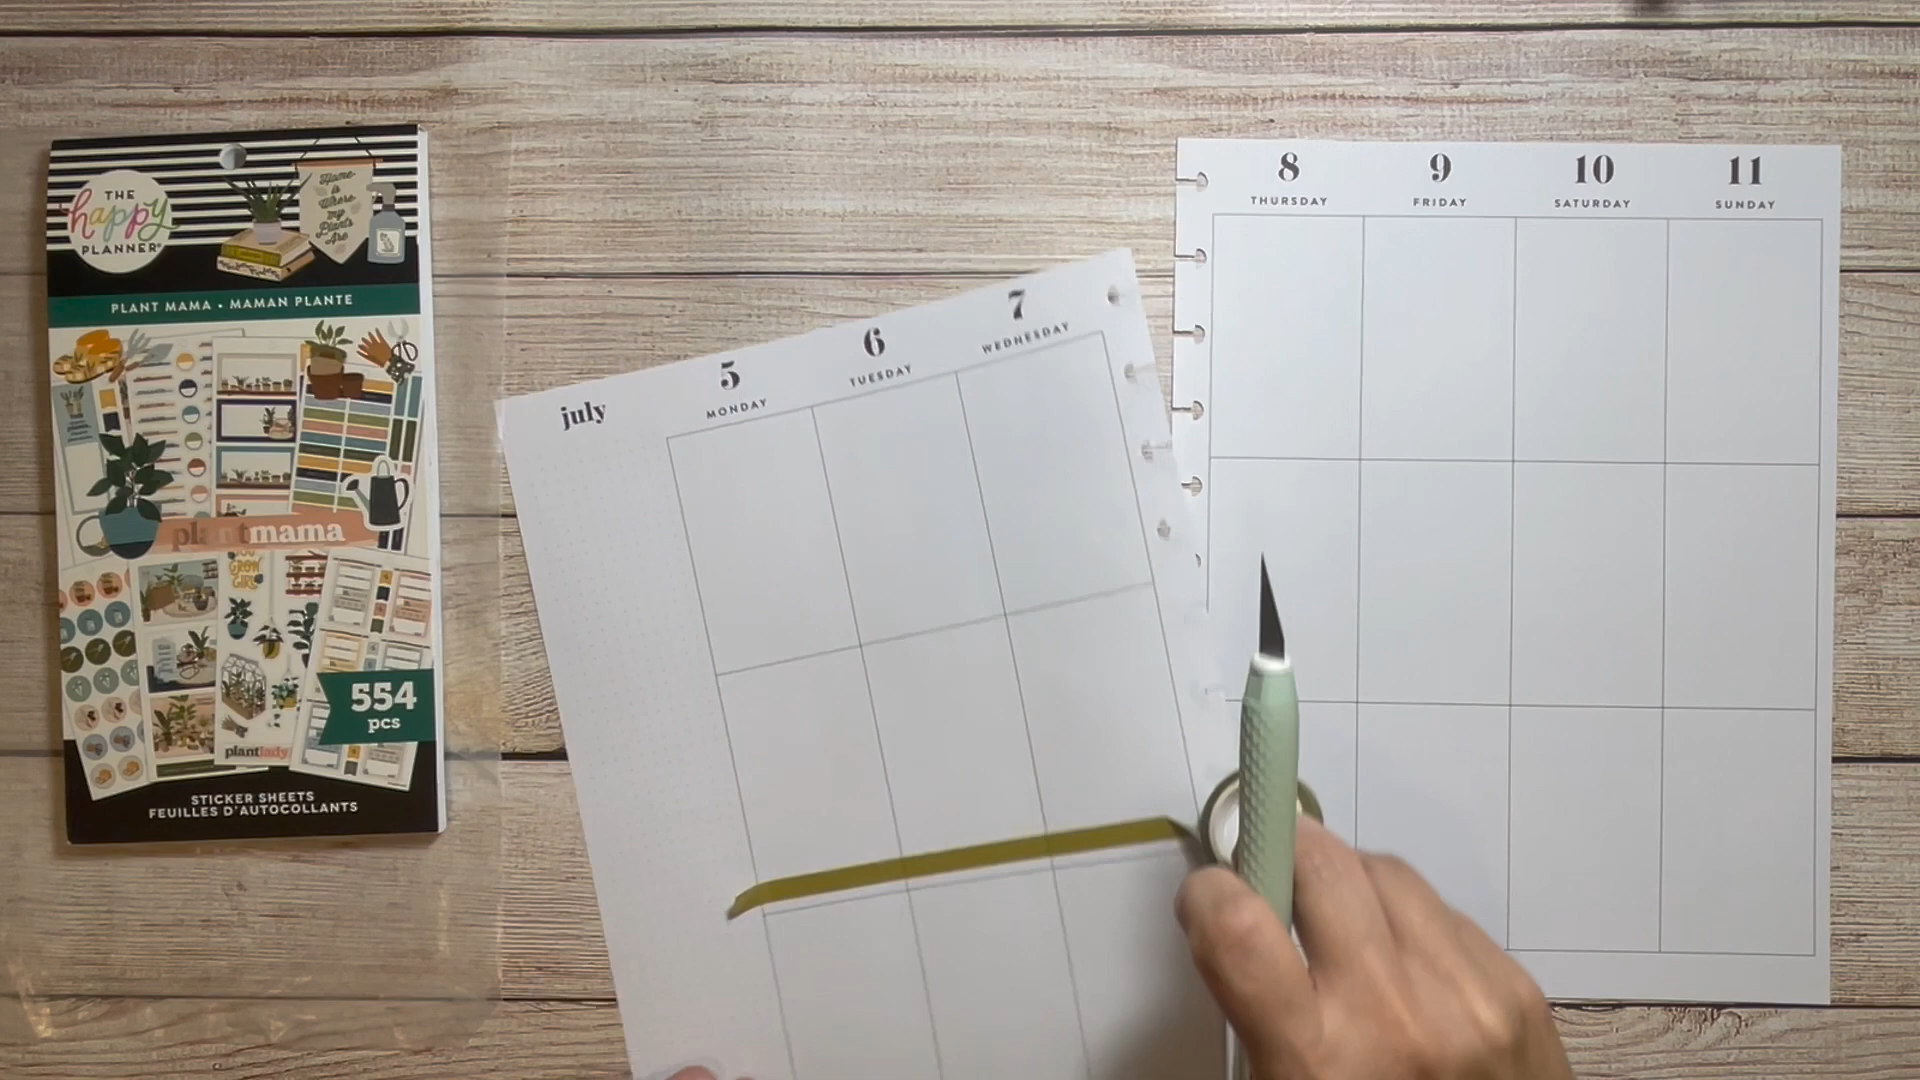 THE
happy
PLANNER
Home
is
Where
my
Plants
Are
PLANT MAMA • MAMAN PLANTE
plantmama
GROW
GIRL
554
pcs
plantlady
STICKER SHEETS
FEUILLES D'AUTOCOLLANTS
july
5
MONDAY
6
TUESDAY
7
WEDNESDAY
8
THURSDAY
9
FRIDAY
10
SATURDAY
11
SUNDAY